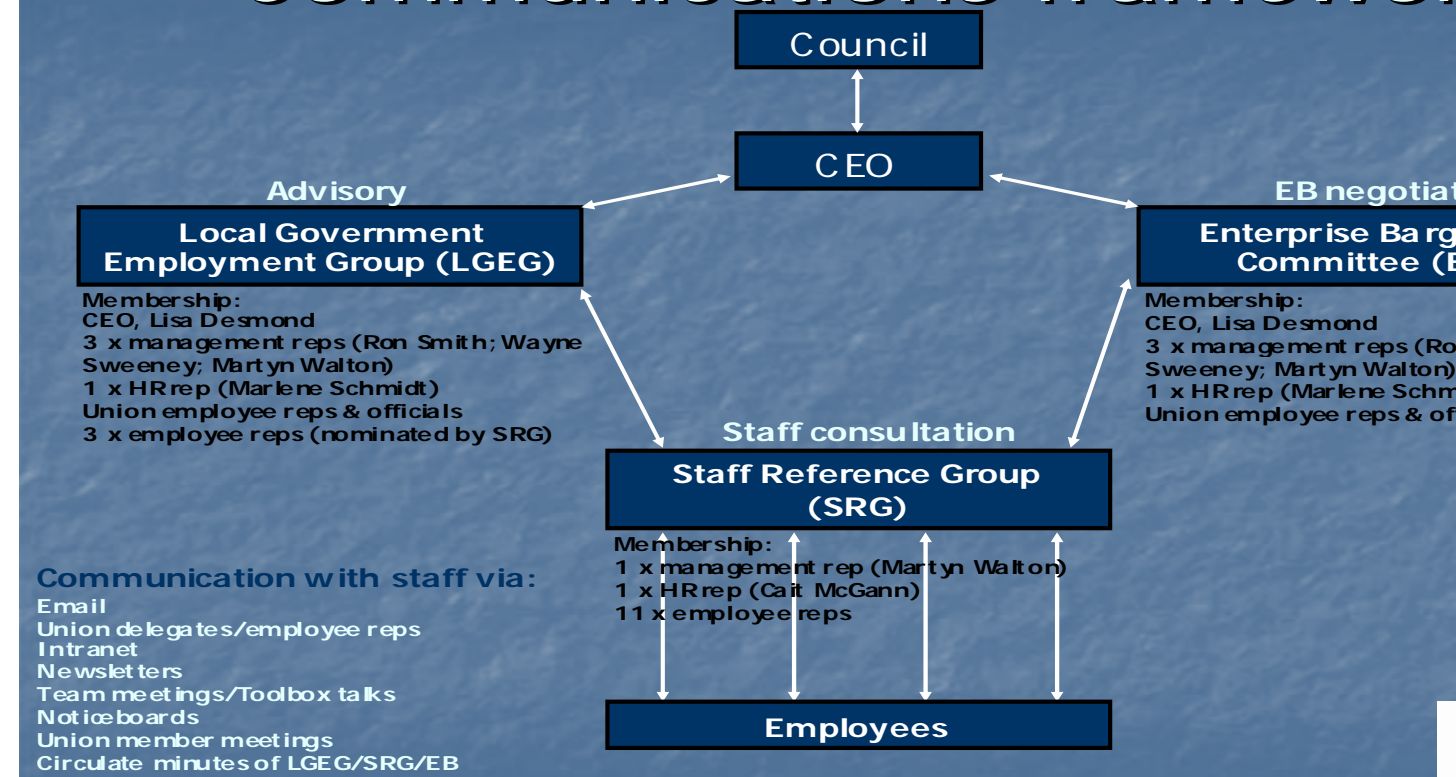 Council
CEO
Advisory
Local Government
Employment Group (LGEG)
Membership:
CEO, Lisa Desmond
3 x management reps (Ron Smith; Wayne
Sweeney; Martyn Walton)
1 x HR rep (Marlene Schmidt)
Union employee reps & officials
3 x employee reps (nominated by SRG)
EB
Enterprise
Committee
Membership:
CEO, Lisa Desmond
3 x management reps
Sweeney; Martyn Walton)
1 x HR rep (Marlene
Union employee reps &
Staff consultation
Staff Reference Group
(SRG)
Membership:
1 x management rep (Martyn Walton)
1 x HR rep (Cait McGann)
11 x employee reps
Communication with staff via:
Email
Union delegates/employee reps
Intranet
Newsletters
Team meetings/Toolbox talks
Noticeboards
Union member meetings
Circulate minutes of LGEG/SRG/EB
Employees